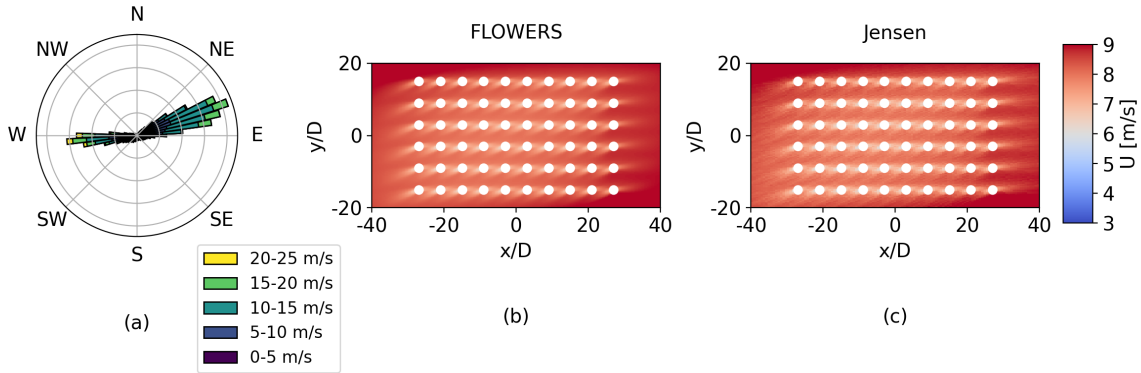 N
NW
NE
W
E
SW
SE
S
20-25 m/s
15-20 m/s
10-15 m/s
5-10 m/s
0-5 m/s
(a)
FLOWERS
y/D
20
0
-20
-40
-20
0
20
40
x/D
(b)
Jensen
y/D
20
0
-20
-40
-20
0
20
40
x/D
(c)
9
8
7
6
5
4
3
U [m/s]